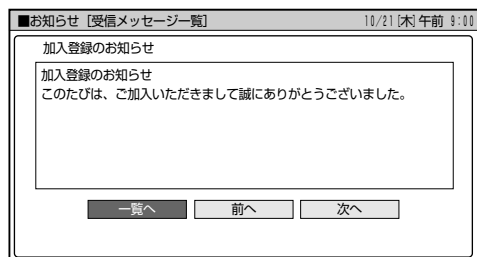 ■お知らせ［受信メッセージ一覧］ 10/21[木]午前 9:00
加入登録のお知らせ
加入登録のお知らせ
このたびは、ご加入いただきまして誠にありがとうございました。
一覧へ 前へ 次へ